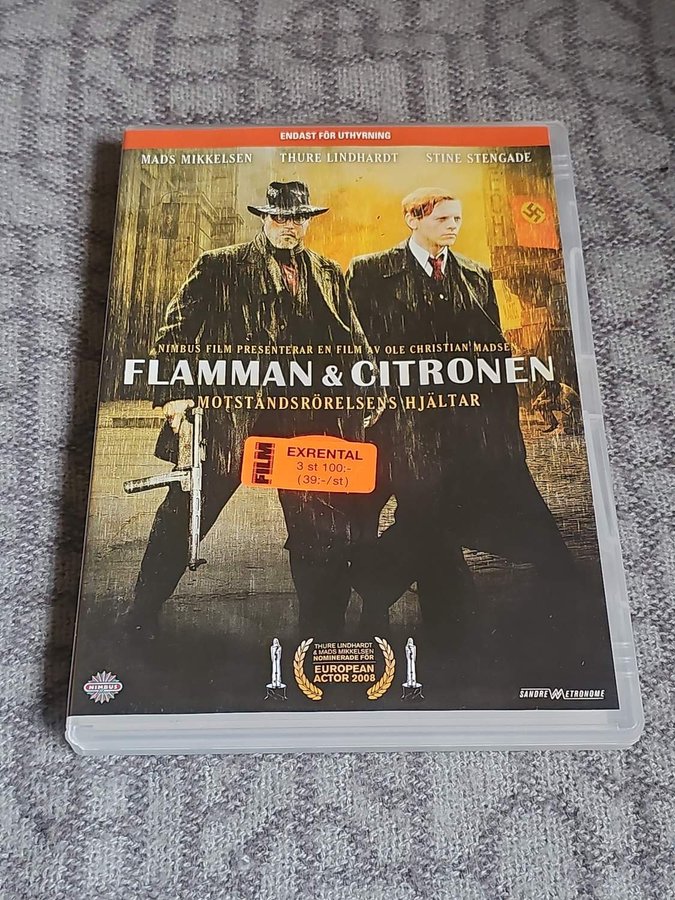 ENDAST FÖR UTHYRNING
MADS MIKKELSEN THURE LINDHARDT STINE STENGADE
NIMBUS FILM PRESENTERAR EN FILM AV OLE CHRISTIAN MADSEN
FLAMMAN & CITRONEN
MOTSTÅNDSRÖRELSENS HJÄLTAR
FILM
EXRENTAL
3 st 100:-
(39:-/st)
THURE LINDHARDT
& MADS MIKKELSEN
NOMINERADE FÖR
EUROPEAN
ACTOR 2008
NIMBUS
SANDREW METRONOME